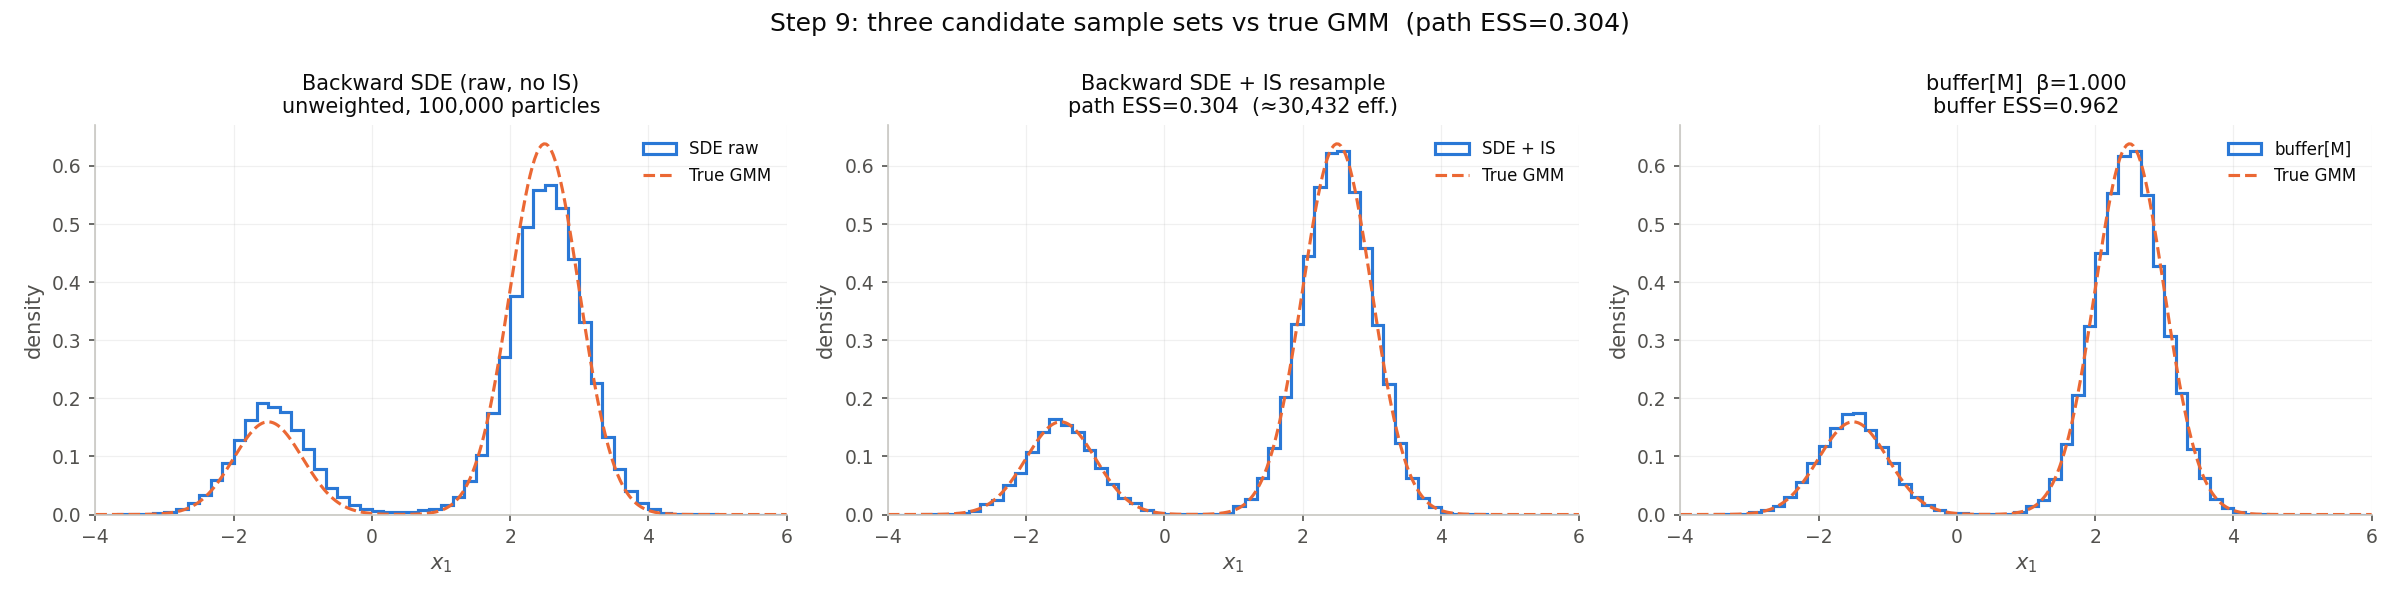 Step 9: three candidate sample sets vs true GMM  (path ESS=0.304)
Backward SDE (raw, no IS)
unweighted, 100,000 particles
SDE raw
True GMM
density
0.6
0.5
0.4
0.3
0.2
0.1
0.0
−4
−2
0
2
4
6
x₁
Backward SDE + IS resample
path ESS=0.304  (≈30,432 eff.)
SDE + IS
True GMM
density
0.6
0.5
0.4
0.3
0.2
0.1
0.0
−4
−2
0
2
4
6
x₁
buffer[M]  β=1.000
buffer ESS=0.962
buffer[M]
True GMM
density
0.6
0.5
0.4
0.3
0.2
0.1
0.0
−4
−2
0
2
4
6
x₁